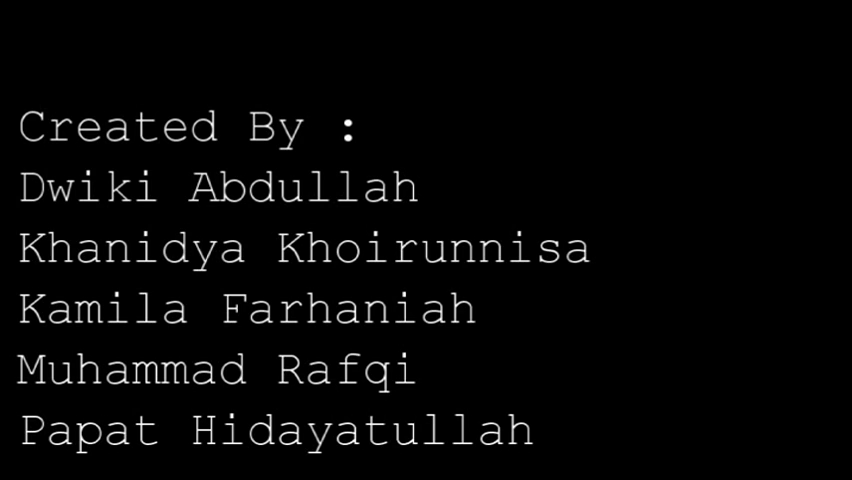 Created By :
Dwiki Abdullah
Khanidya Khoirunnisa
Kamila Farhaniah
Muhammad Rafqi
Papat Hidayatullah